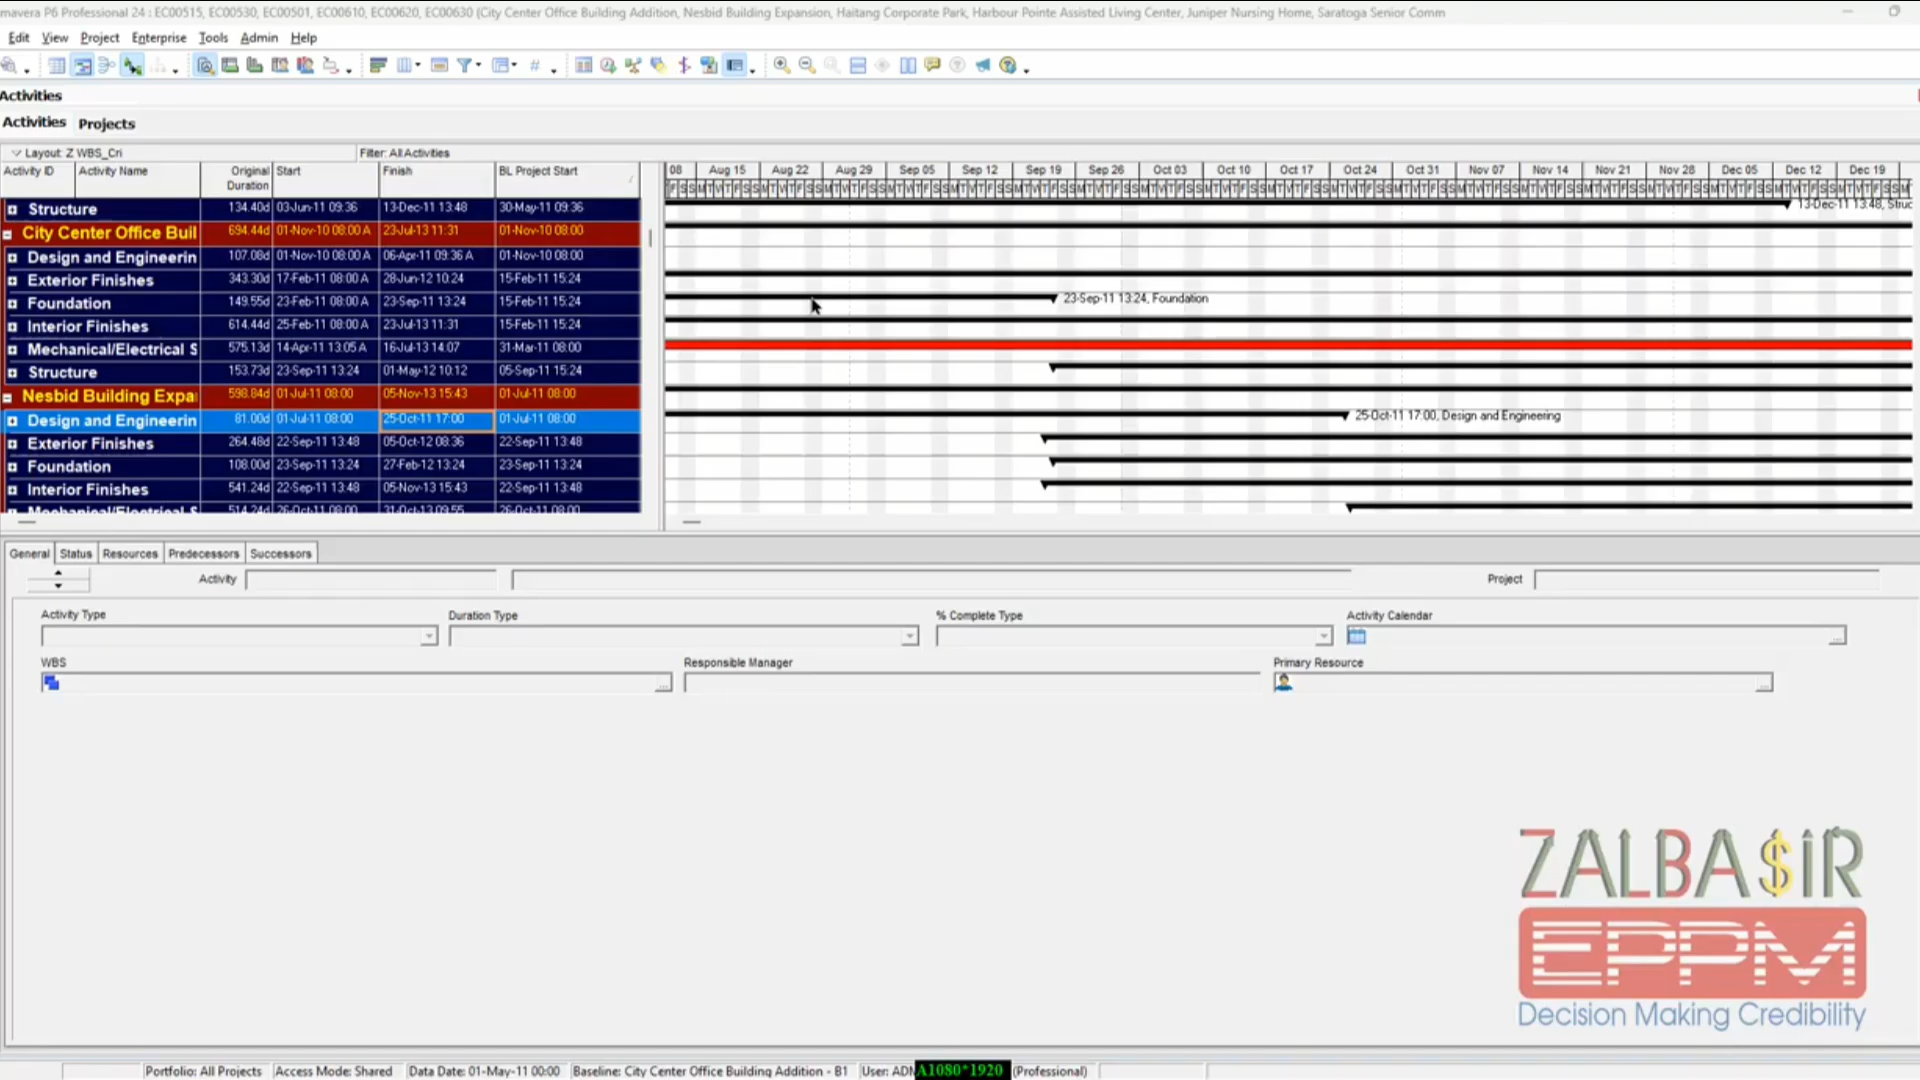 mavera P6 Professional 24 : EC00515, EC00530, EC00501, EC00610, EC00620, EC00630 (City Center Office Building Addition, Nesbid Building Expansion, Haitang Corporate Park, Harbour Pointe Assisted Living Center, Juniper Nursing Home, Saratoga Senior Comm
Edit View Project Enterprise Tools Admin Help
Activities
Activities Projects
Layout: Z WBS_Cri Filter: All Activities
Activity ID Activity Name Original Duration Start Finish BL Project Start
08 Aug 15 Aug 22 Aug 29 Sep 05 Sep 12 Sep 19 Sep 26 Oct 03 Oct 10 Oct 17 Oct 24 Oct 31 Nov 07 Nov 14 Nov 21 Nov 28 Dec 05 Dec 12 Dec 19
Structure 134.40d 03-Jun-11 09:36 13-Dec-11 13:48 30-May-11 09:36 13-Dec-11 13:48, Struc
City Center Office Buil 694.44d 01-Nov-10 08:00 A 23-Jul-13 11:31 01-Nov-10 08:00
Design and Engineerin 107.08d 01-Nov-10 08:00 A 06-Apr-11 09:36 A 01-Nov-10 08:00
Exterior Finishes 343.30d 17-Feb-11 08:00 A 28-Jun-12 10:24 15-Feb-11 15:24
Foundation 149.55d 23-Feb-11 08:00 A 23-Sep-11 13:24 15-Feb-11 15:24 23-Sep-11 13:24, Foundation
Interior Finishes 614.44d 25-Feb-11 08:00 A 23-Jul-13 11:31 15-Feb-11 15:24
Mechanical/Electrical S 575.13d 14-Apr-11 13:05 A 16-Jul-13 14:07 31-Mar-11 08:00
Structure 153.73d 23-Sep-11 13:24 01-May-12 10:12 05-Sep-11 15:24
Nesbid Building Expa 598.84d 01-Jul-11 08:00 05-Nov-13 15:43 01-Jul-11 08:00
Design and Engineerin 81.00d 01-Jul-11 08:00 25-Oct-11 17:00 01-Jul-11 08:00 25-Oct-11 17:00, Design and Engineering
Exterior Finishes 264.48d 22-Sep-11 13:48 05-Oct-12 08:36 22-Sep-11 13:48
Foundation 108.00d 23-Sep-11 13:24 27-Feb-12 13:24 23-Sep-11 13:24
Interior Finishes 541.24d 22-Sep-11 13:48 05-Nov-13 15:43 22-Sep-11 13:48
Mechanical/Electrical S 514.24d 26-Oct-11 08:00 31-Oct-13 09:55 26-Oct-11 08:00
General Status Resources Predecessors Successors
Activity Project
Activity Type Duration Type % Complete Type Activity Calendar
WBS Responsible Manager Primary Resource
ZALBA$iR
EPPM
Decision Making Credibility
Portfolio: All Projects Access Mode: Shared Data Date: 01-May-11 00:00 Baseline: City Center Office Building Addition - B1 User: ADM A1080*1920 (Professional)